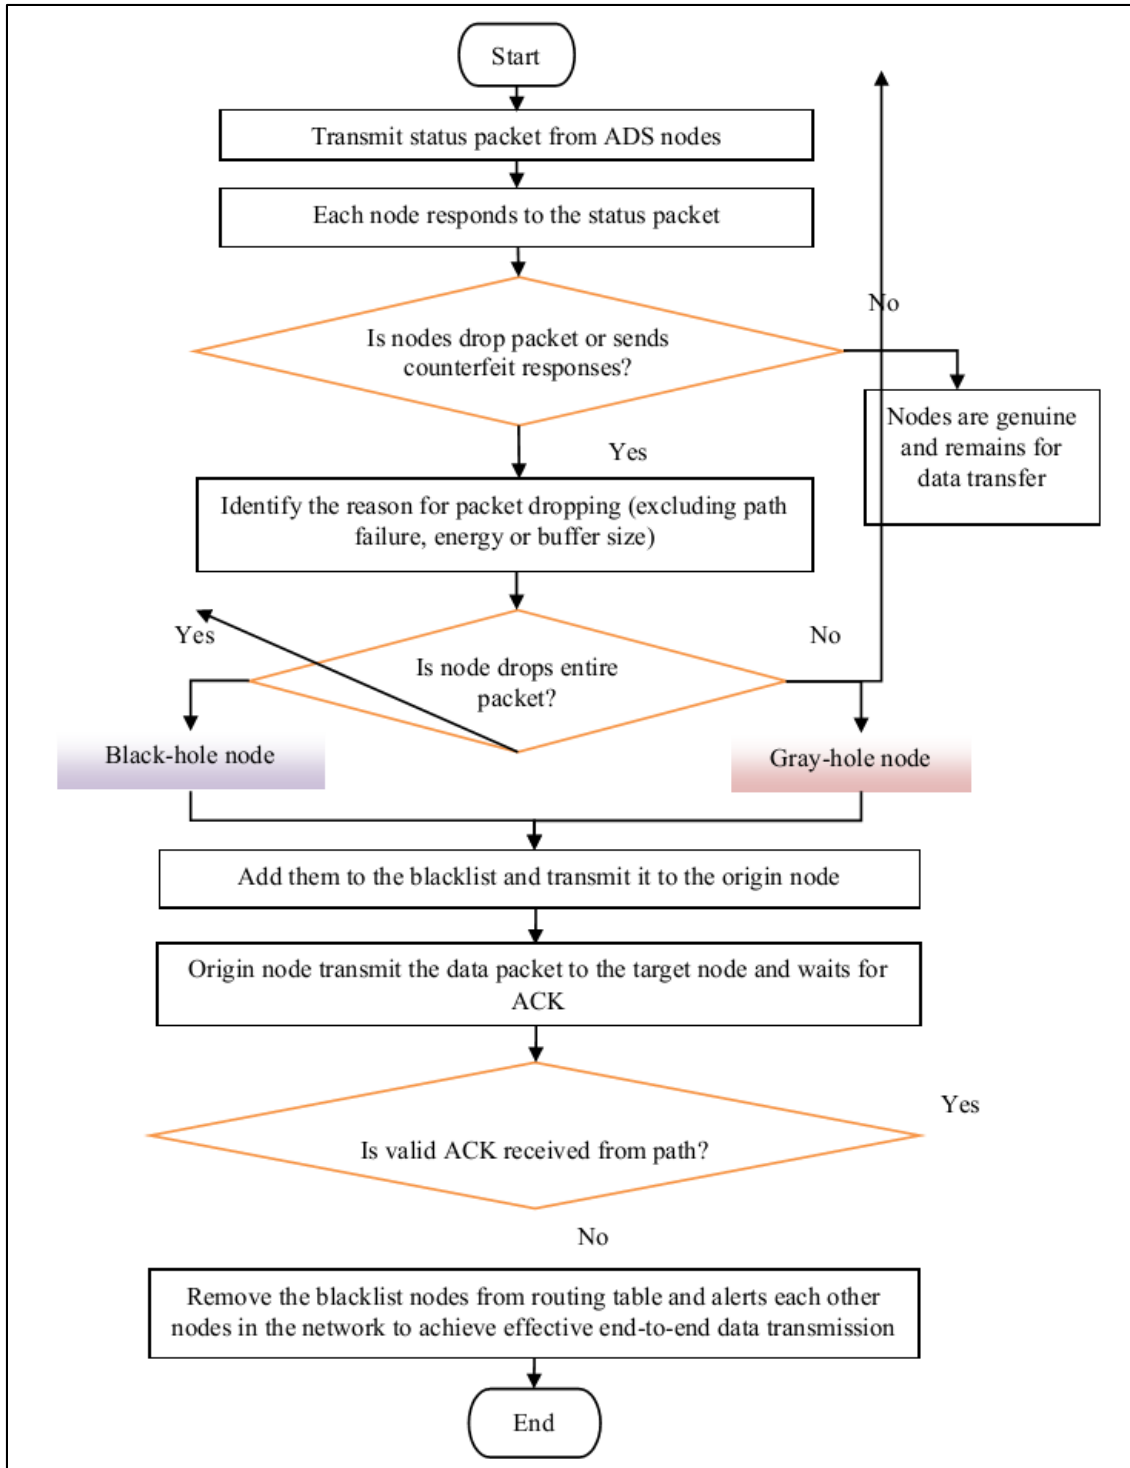 Start
Transmit status packet from ADS nodes
Each node responds to the status packet
No
Is nodes drop packet or sends
counterfeit responses?
Nodes are genuine
and remains for
data transfer
Yes
Identify the reason for packet dropping (excluding path
failure, energy or buffer size)
Yes
No
Is node drops entire
packet?
Black-hole node
Gray-hole node
Add them to the blacklist and transmit it to the origin node
Origin node transmit the data packet to the target node and waits for
ACK
Yes
Is valid ACK received from path?
No
Remove the blacklist nodes from routing table and alerts each other
nodes in the network to achieve effective end-to-end data transmission
End